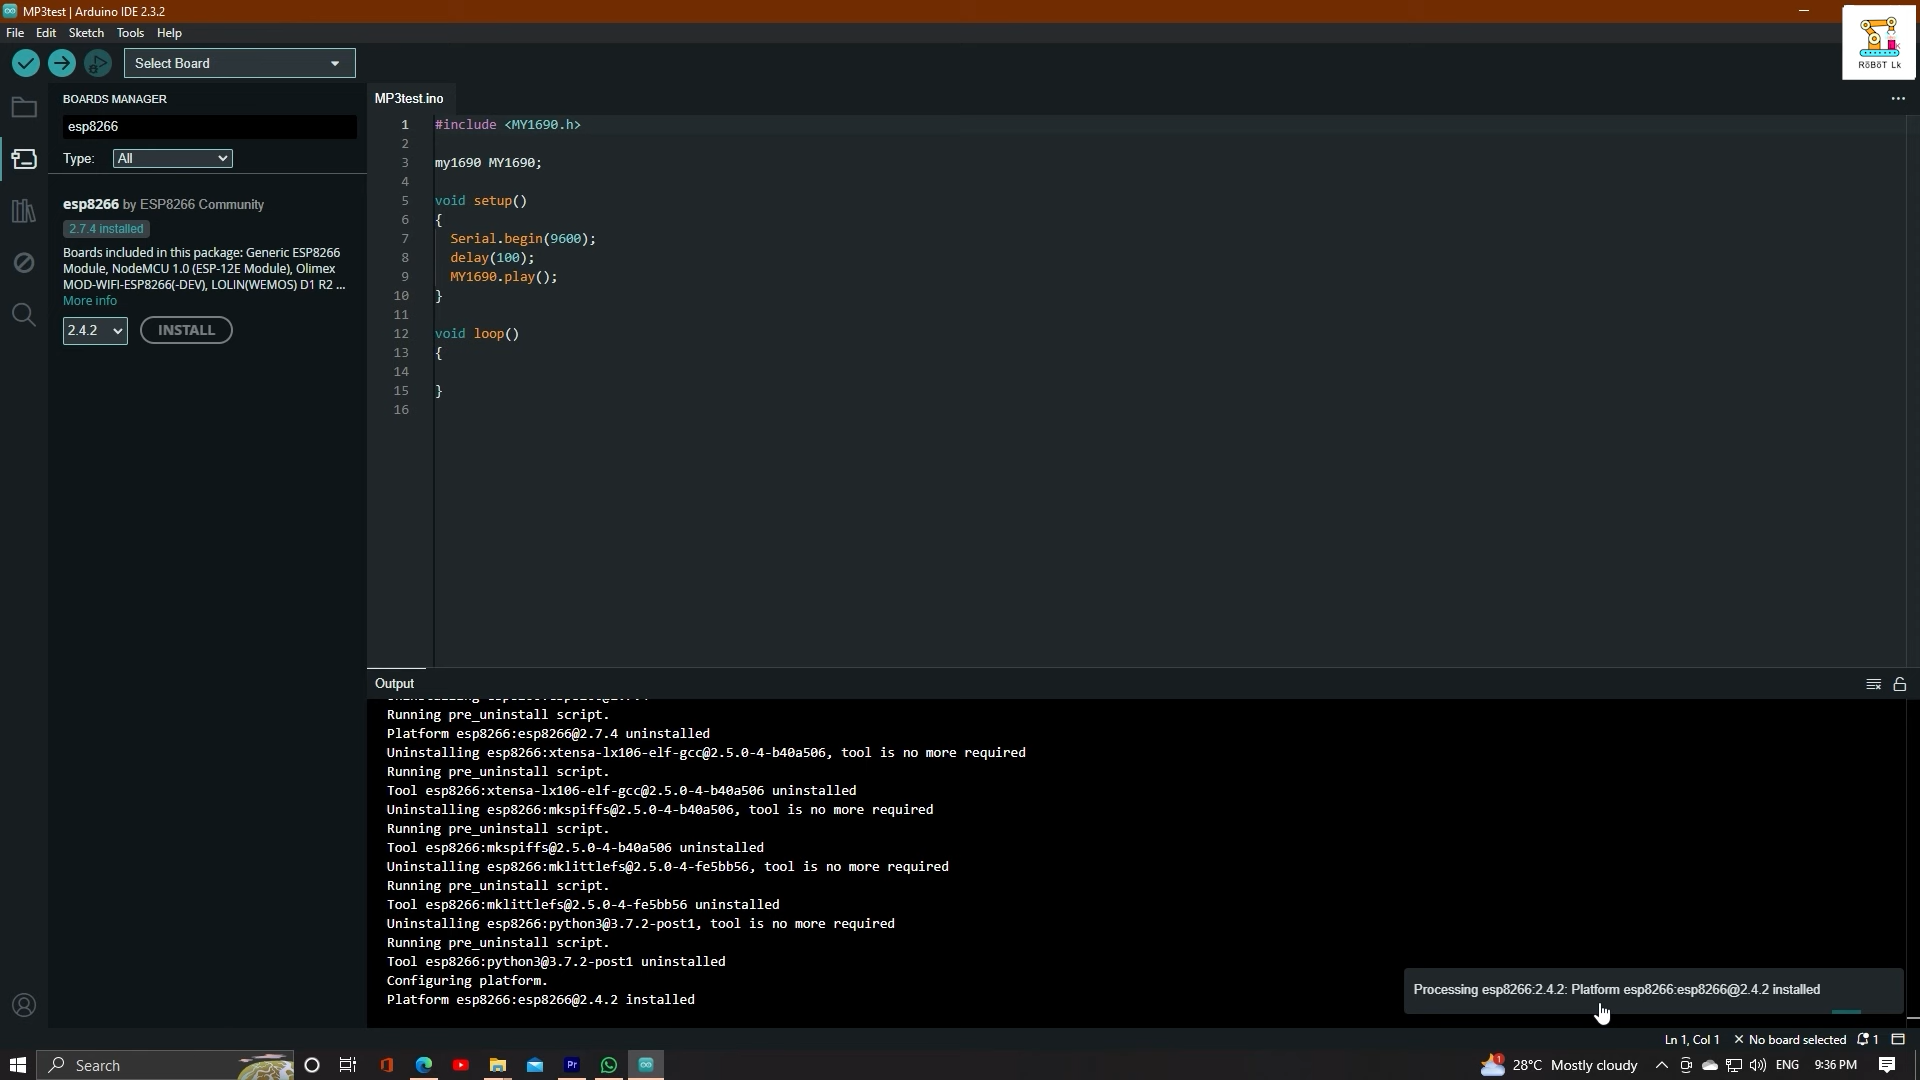 MP3test | Arduino IDE 2.3.2
File Edit Sketch Tools Help
Select Board
RöBöT Lk
BOARDS MANAGER
esp8266
Type: All
esp8266 by ESP8266 Community
2.7.4 installed
Boards included in this package: Generic ESP8266
Module, NodeMCU 1.0 (ESP-12E Module), Olimex
MOD-WIFI-ESP8266(-DEV), LOLIN(WEMOS) D1 R2 ...
More info
2.4.2 INSTALL
MP3test.ino
1 #include <MY1690.h>
2
3 my1690 MY1690;
4
5 void setup()
6 {
7 Serial.begin(9600);
8 delay(100);
9 MY1690.play();
10 }
11
12 void loop()
13 {
14
15 }
16
Output
Running pre_uninstall script.
Platform esp8266:esp8266@2.7.4 uninstalled
Uninstalling esp8266:xtensa-lx106-elf-gcc@2.5.0-4-b40a506, tool is no more required
Running pre_uninstall script.
Tool esp8266:xtensa-lx106-elf-gcc@2.5.0-4-b40a506 uninstalled
Uninstalling esp8266:mkspiffs@2.5.0-4-b40a506, tool is no more required
Running pre_uninstall script.
Tool esp8266:mkspiffs@2.5.0-4-b40a506 uninstalled
Uninstalling esp8266:mklittlefs@2.5.0-4-fe5bb56, tool is no more required
Running pre_uninstall script.
Tool esp8266:mklittlefs@2.5.0-4-fe5bb56 uninstalled
Uninstalling esp8266:python3@3.7.2-post1, tool is no more required
Running pre_uninstall script.
Tool esp8266:python3@3.7.2-post1 uninstalled
Configuring platform.
Platform esp8266:esp8266@2.4.2 installed
Processing esp8266:2.4.2: Platform esp8266:esp8266@2.4.2 installed
Ln 1, Col 1 No board selected 1
Search
Pr
1
28°C Mostly cloudy
ENG
9:36 PM